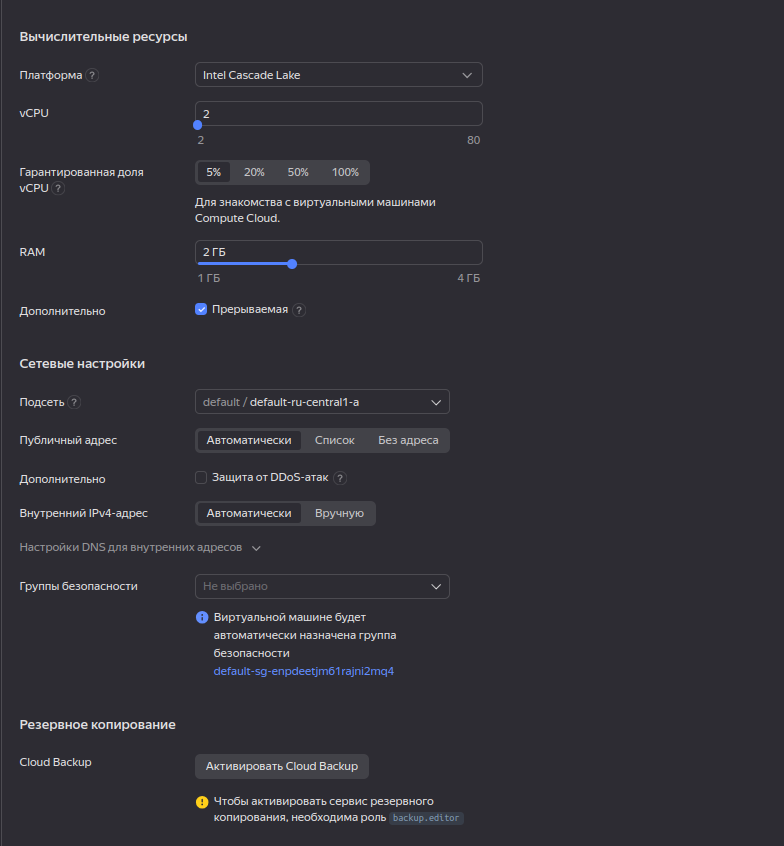 Вычислительные ресурсы
Платформа ?
Intel Cascade Lake
vCPU
2
2 80
Гарантированная доля
vCPU ?
5% 20% 50% 100%
Для знакомства с виртуальными машинами
Compute Cloud.
RAM
2 ГБ
1 ГБ 4 ГБ
Дополнительно
Прерываемая ?
Сетевые настройки
Подсеть ?
default / default-ru-central1-a
Публичный адрес
Автоматически Список Без адреса
Дополнительно
Защита от DDoS-атак ?
Внутренний IPv4-адрес
Автоматически Вручную
Настройки DNS для внутренних адресов
Группы безопасности
Не выбрано
Виртуальной машине будет
автоматически назначена группа
безопасности
default-sg-enpdeetjm61rajni2mq4
Резервное копирование
Cloud Backup
Активировать Cloud Backup
Чтобы активировать сервис резервного
копирования, необходима роль backup.editor